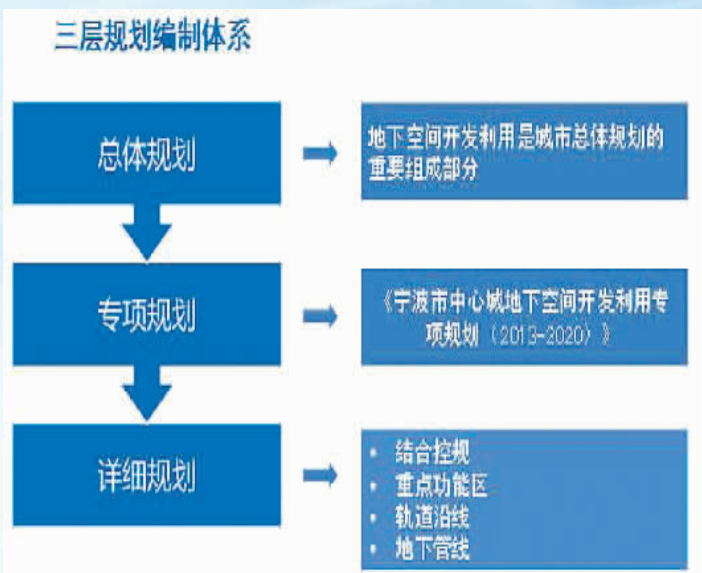 三层规划编制体系
总体规划
地下空间开发利用是城市总体规划的
重要组成部分
专项规划
《宁波市中心城地下空间开发利用专
项规划（2013-2020）》
详细规划
• 结合控规
• 重点功能区
• 轨道沿线
• 地下管线